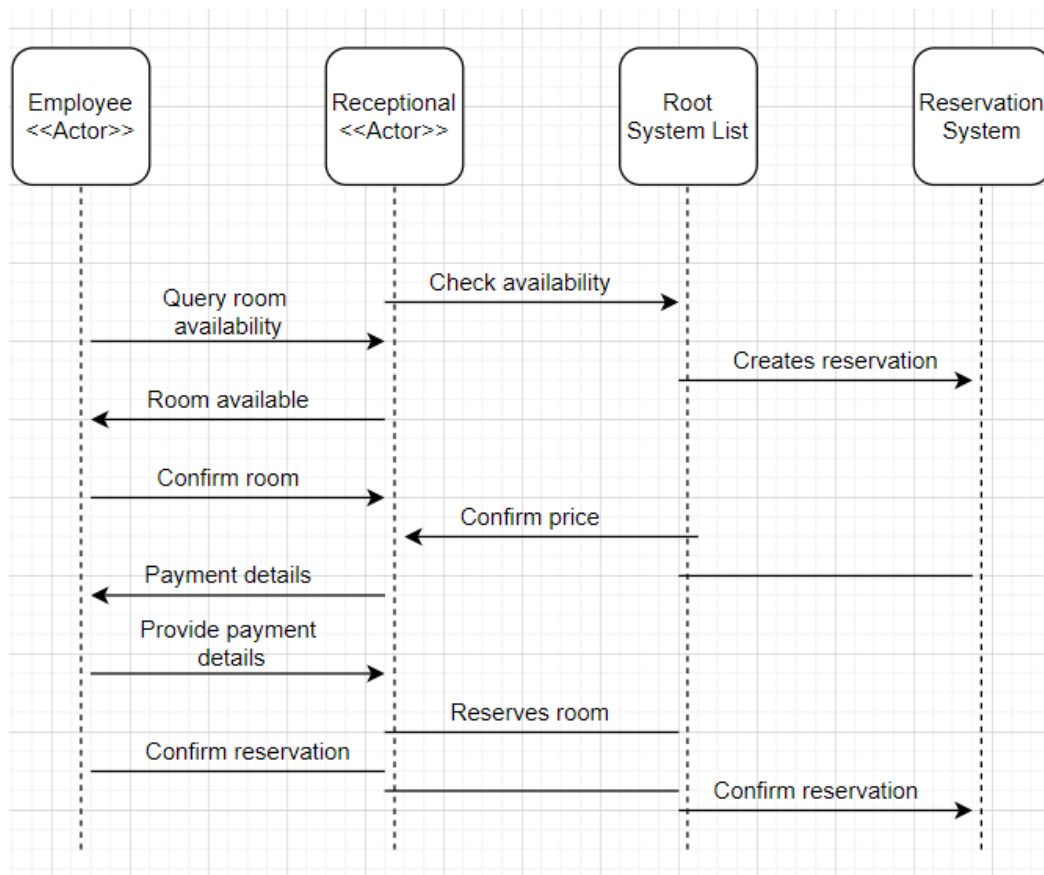 Employee
<<Actor>>
Receptional
<<Actor>>
Root
System List
Reservation
System
Check availability
Query room
availability
Creates reservation
Room available
Confirm room
Confirm price
Payment details
Provide payment
details
Reserves room
Confirm reservation
Confirm reservation